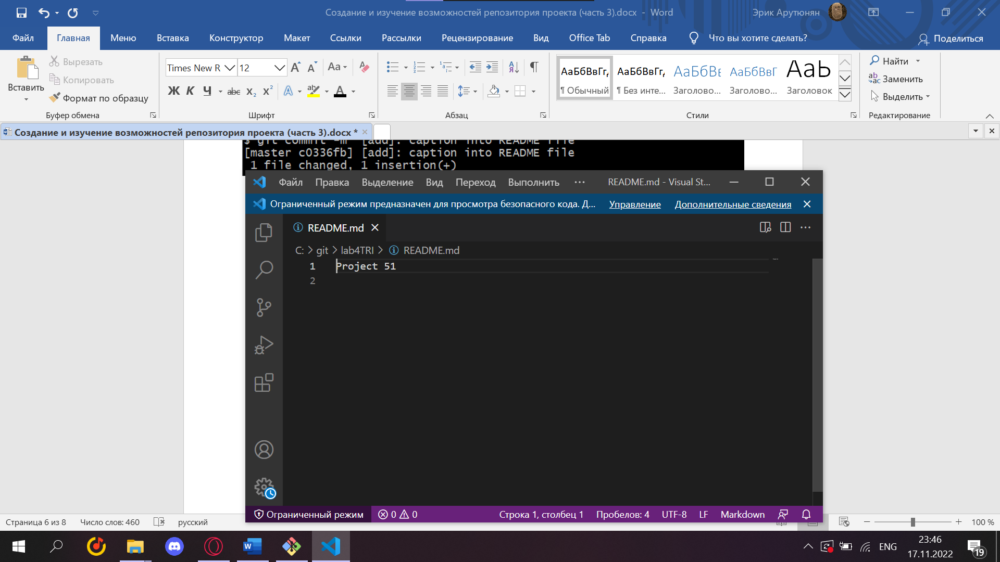 Создание и изучение возможностей репозитория проекта (часть 3).docx - Word
Эрик Арутюнян
Файл Главная Меню Вставка Конструктор Макет Ссылки Рассылки Рецензирование Вид Office Tab Справка Что вы хотите сделать? Поделиться
Вставить
Вырезать
Копировать
Формат по образцу
Буфер обмена
Times New R 12
Aa
Ж К Ч abc x₂ x² A aby A
Шрифт
Абзац
АаБбВвГг, АаБбВвГг, АаБбВе АаБбВвГ АаЬ
¶ Обычный ¶ Без инте... Заголово... Заголово... Заголовок
Стили
Найти
Заменить
Выделить
Редактирование
Создание и изучение возможностей репозитория проекта (часть 3).docx *
$ git commit -m "[add]: caption into README file"
[master c0336fb] [add]: caption into README file
1 file changed, 1 insertion(+)
Файл Правка Выделение Вид Переход Выполнить ··· README.md - Visual St...
Ограниченный режим предназначен для просмотра безопасного кода. Д... Управление Дополнительные сведения
README.md
C: > git > lab4TRI > README.md
1 Project 51
2
Ограниченный режим 0 0 Строка 1, столбец 1 Пробелов: 4 UTF-8 LF Markdown
Страница 6 из 8 Число слов: 460 русский 100 %
ENG
23:46
17.11.2022
19